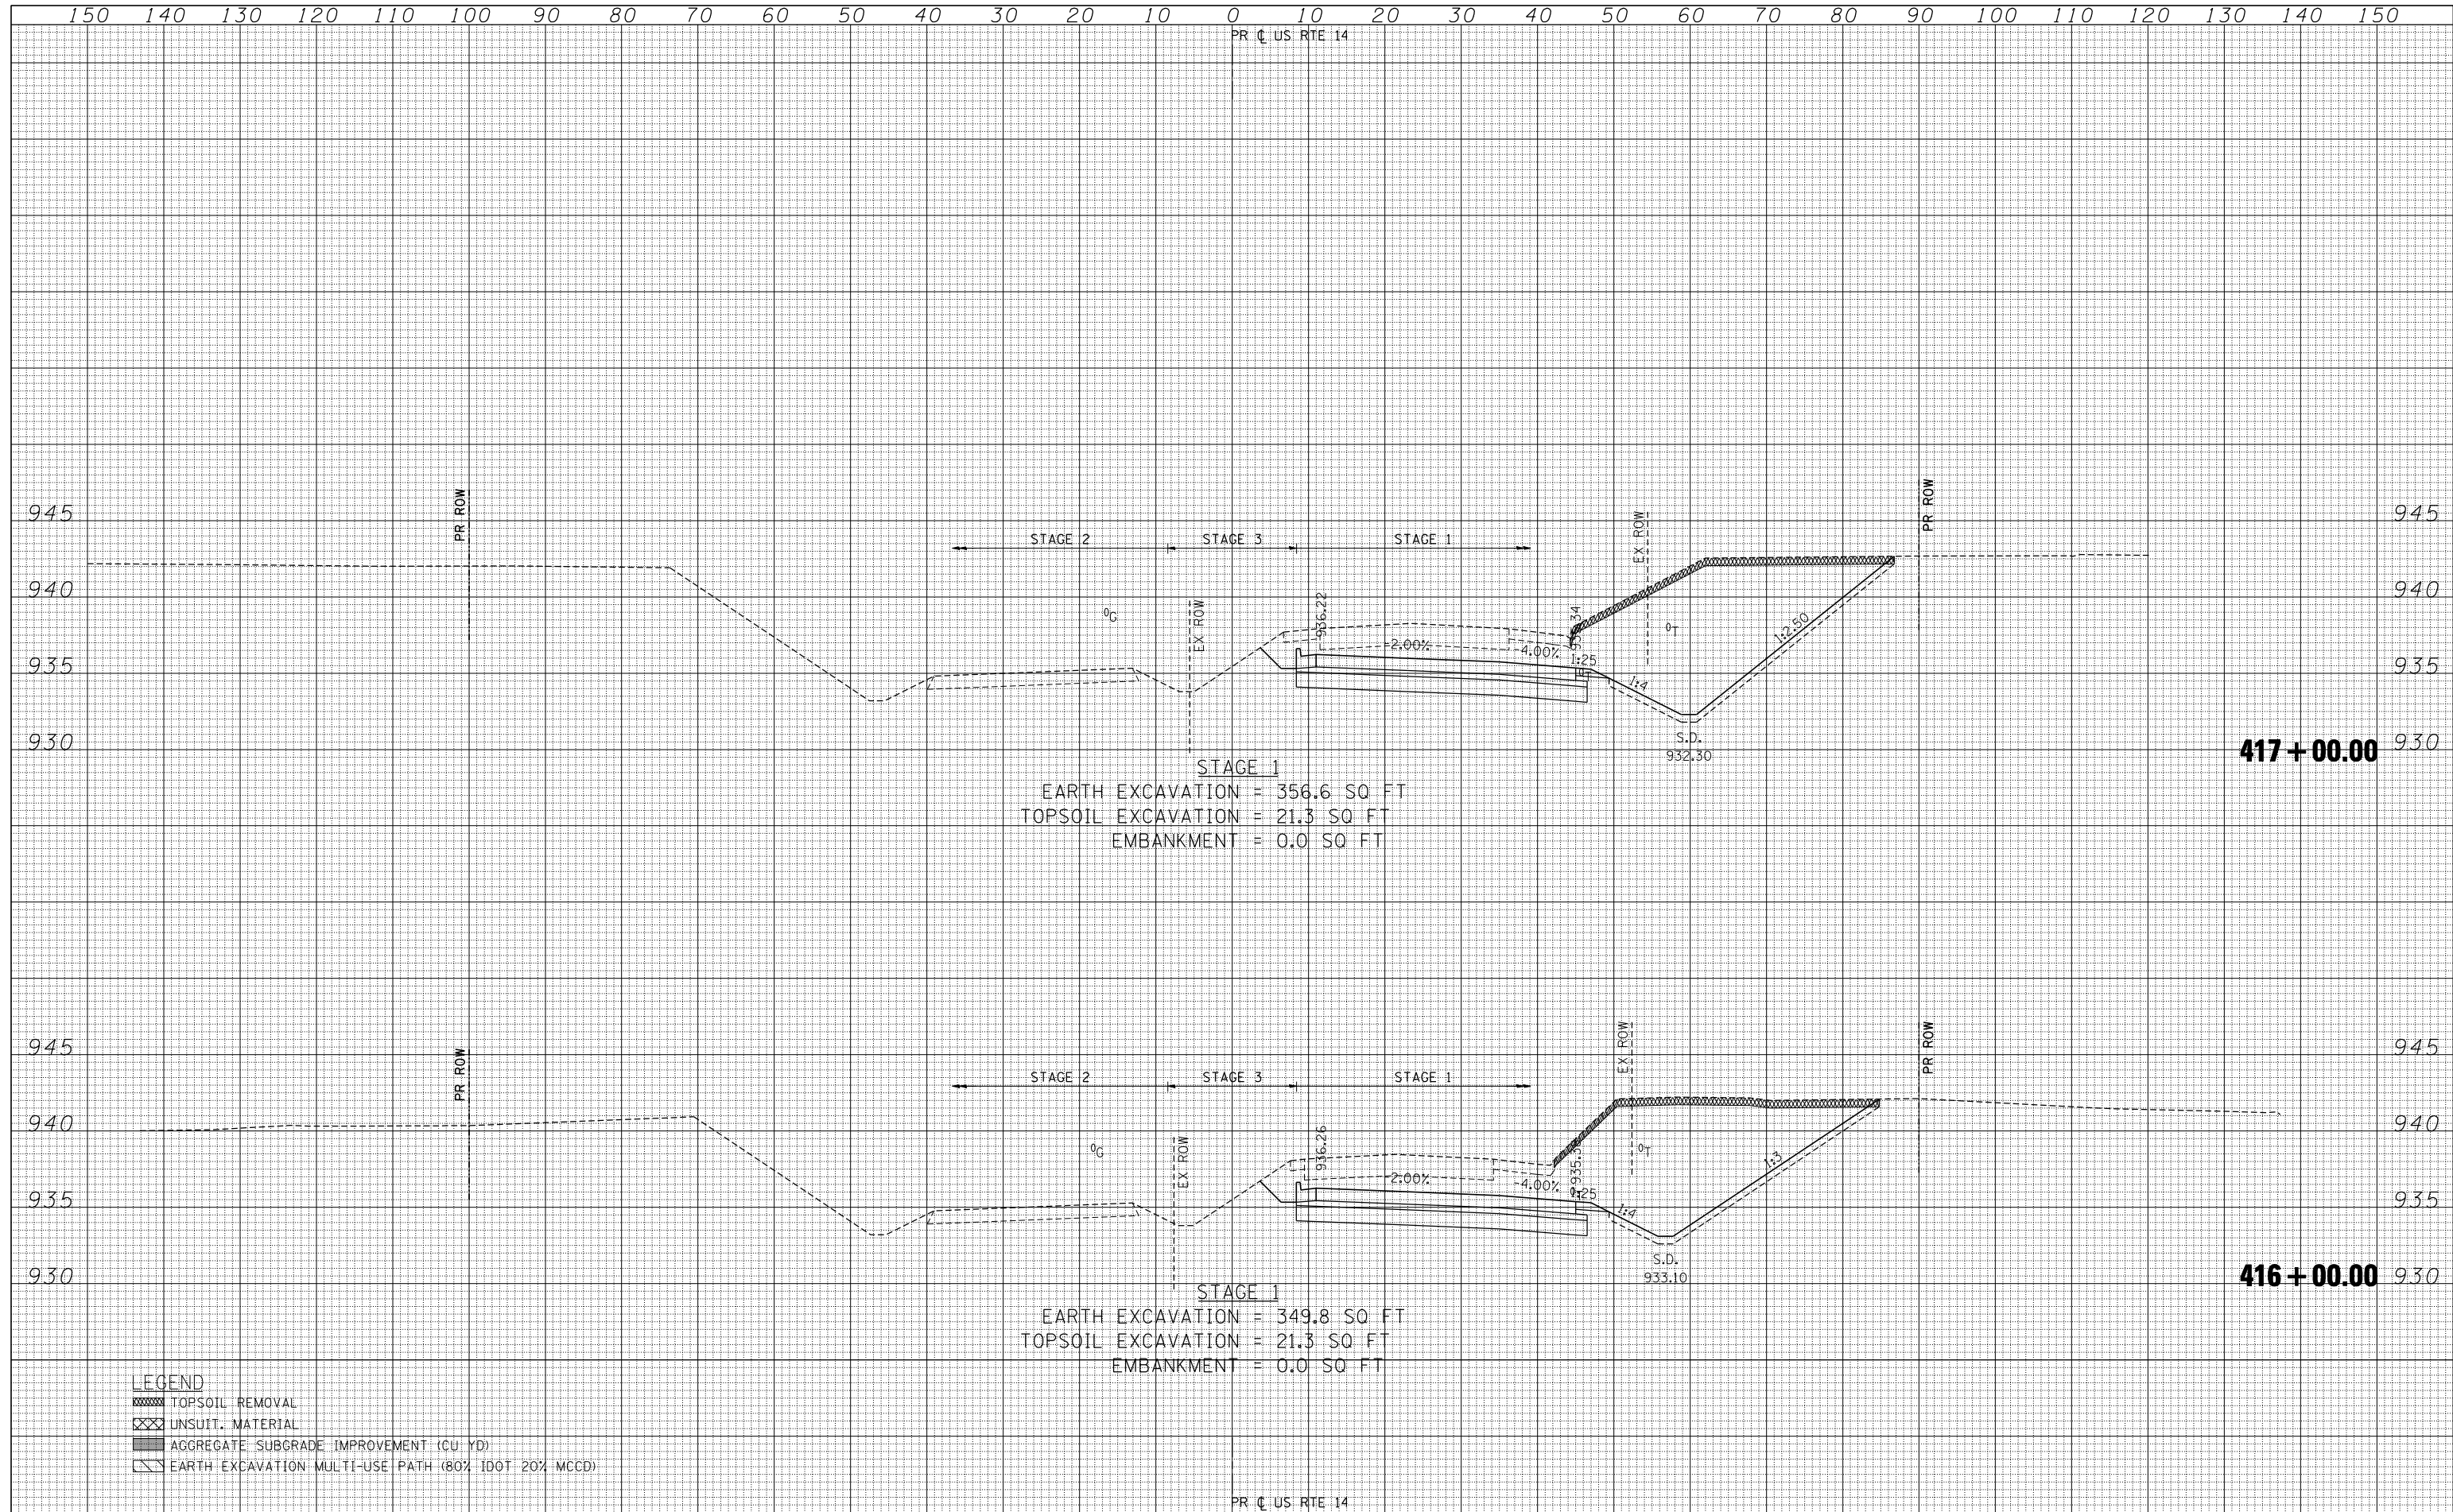 150 140 130 120 110 100 90 80 70 60 50 40 30 20 10 0 10 20 30 40 50 60 70 80 90 100 110 120 130 140 150
PR ℄ US RTE 14
945 945
PR ROW
PR ROW
EX ROW
STAGE 2 STAGE 3 STAGE 1
940 940
0G
EX ROW
936.22
0T
-2.00%
-4.00%
1:25
1:2.50
935 935
1:4
S.D.
932.30
930 930
417+00.00
STAGE 1
EARTH EXCAVATION = 356.6 SQ FT
TOPSOIL EXCAVATION = 21.3 SQ FT
EMBANKMENT = 0.0 SQ FT
945 945
PR ROW
EX ROW
PR ROW
STAGE 2 STAGE 3 STAGE 1
940 940
0G
EX ROW
936.26
0T
-2.00%
-4.00%
1:3
935 935
1:4
S.D.
933.10
930 930
416+00.00
STAGE 1
EARTH EXCAVATION = 349.8 SQ FT
TOPSOIL EXCAVATION = 21.3 SQ FT
EMBANKMENT = 0.0 SQ FT
LEGEND
TOPSOIL REMOVAL
UNSUIT. MATERIAL
AGGREGATE SUBGRADE IMPROVEMENT (CU YD)
EARTH EXCAVATION MULTI-USE PATH (80% IDOT 20% MCCD)
PR ℄ US RTE 14